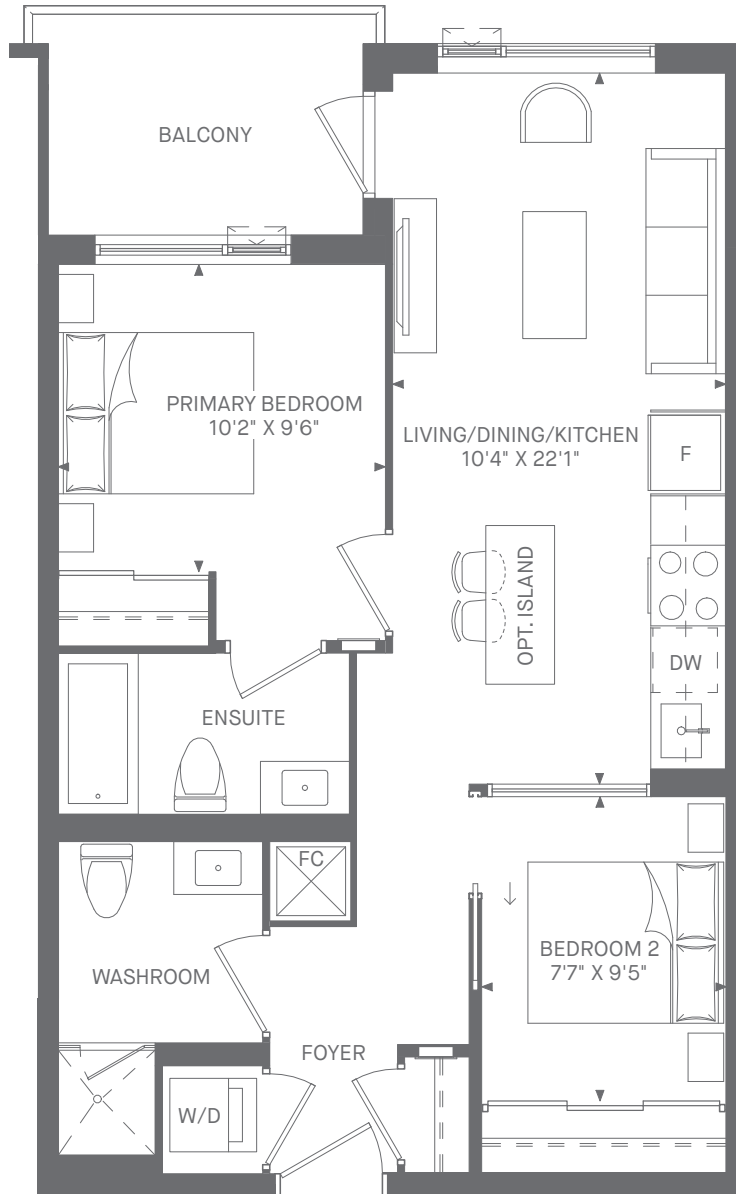 BALCONY
PRIMARY BEDROOM
10'2" X 9'6"
LIVING/DINING/KITCHEN
10'4" X 22'1"
F
OPT. ISLAND
DW
ENSUITE
FC
BEDROOM 2
7'7" X 9'5"
WASHROOM
FOYER
W/D